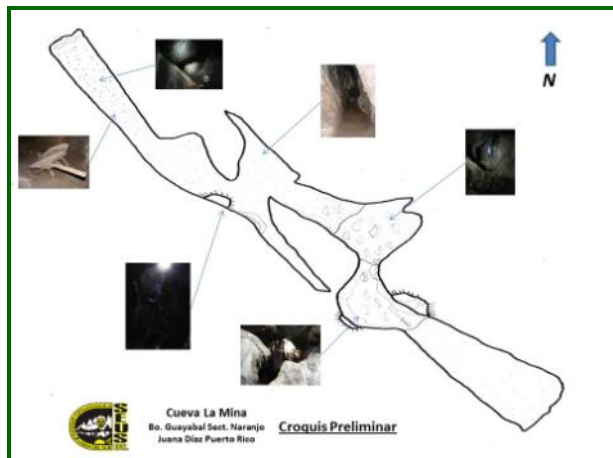 N
Cueva La Mina
Bo. Guayabal Sect. Naranjo
Juana Díaz Puerto Rico
Croquis Preliminar